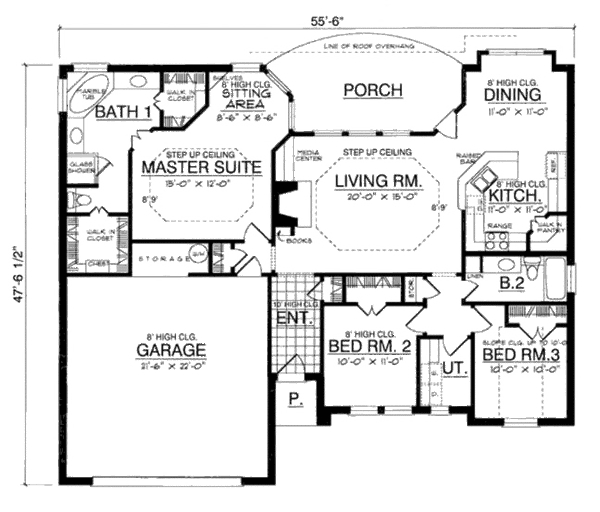 55'-6"
LINE OF ROOF OVERHANG
SHELVES
8' HIGH CLG.
SITTING
AREA
8'-6" × 8'-6"
PORCH
8' HIGH CLG.
DINING
11'-0" × 11'-0"
MARBLE
TUB
BATH 1
WALK IN
CLOSET
GLASS
SHOWER
STEP UP CEILING
MASTER SUITE
15'-0" × 12'-0"
8'9"
MEDIA
CENTER
STEP UP CEILING
LIVING RM.
20'-0" × 15'-0"
8'-9"
RAISED
BAR
REF.
8' HIGH CLG.
KITCH.
11'-0" × 11'-0"
RANGE
WALK IN
PANTRY
WALK IN
CLOSET
CHEST
STORAGE
BOOKS
47'-6 1/2"
10' HIGH CLG.
ENT.
STOR.
LINEN
B.2
8' HIGH CLG.
GARAGE
21'-6" × 22'-0"
8' HIGH CLG.
BED RM. 2
10'-0" × 11'-0"
UT.
SLOPE CLG. UP TO 10'-0"
BED RM.3
10'-0" × 10'-0"
P.